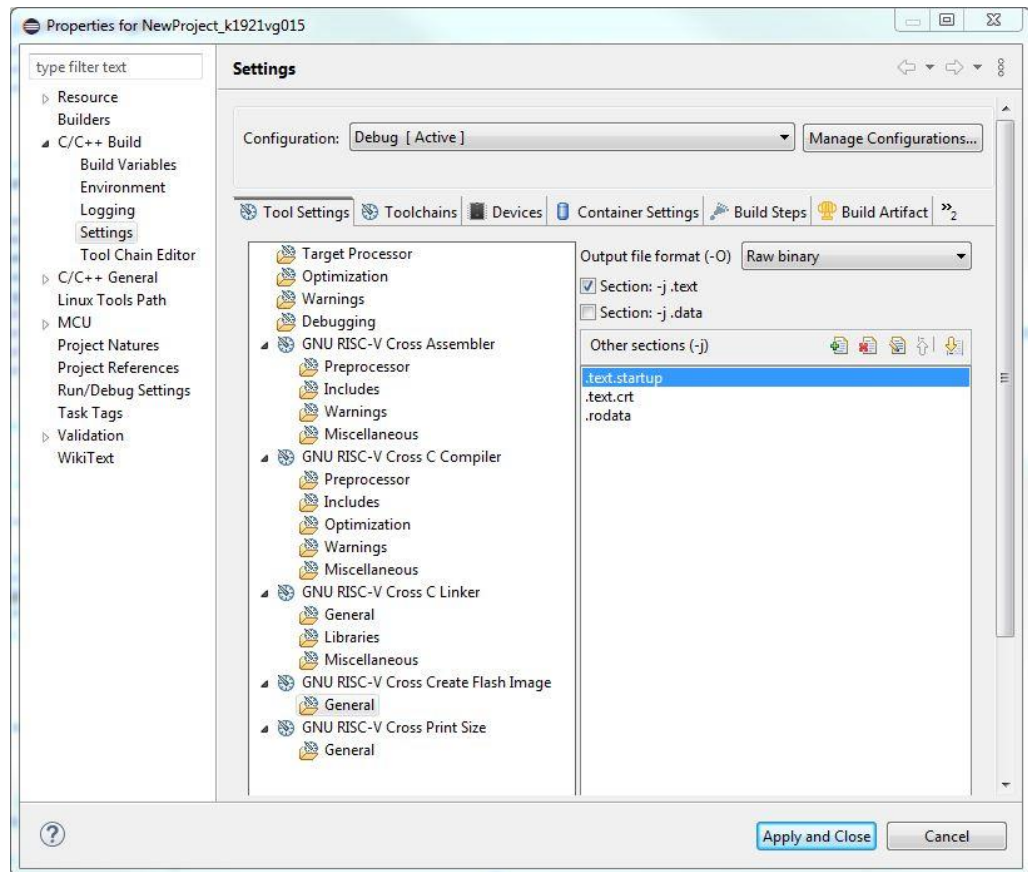 Properties for NewProject_k1921vg015
type filter text
Resource
Builders
C/C++ Build
Build Variables
Environment
Logging
Settings
Tool Chain Editor
C/C++ General
Linux Tools Path
MCU
Project Natures
Project References
Run/Debug Settings
Task Tags
Validation
WikiText
Settings
Configuration: Debug [ Active ] Manage Configurations...
Tool Settings Toolchains Devices Container Settings Build Steps Build Artifact »2
Target Processor
Optimization
Warnings
Debugging
GNU RISC-V Cross Assembler
Preprocessor
Includes
Warnings
Miscellaneous
GNU RISC-V Cross C Compiler
Preprocessor
Includes
Optimization
Warnings
Miscellaneous
GNU RISC-V Cross C Linker
General
Libraries
Miscellaneous
GNU RISC-V Cross Create Flash Image
General
GNU RISC-V Cross Print Size
General
Output file format (-O) Raw binary
Section: -j .text
Section: -j .data
Other sections (-j)
.text.startup
.text.crt
.rodata
? Apply and Close Cancel